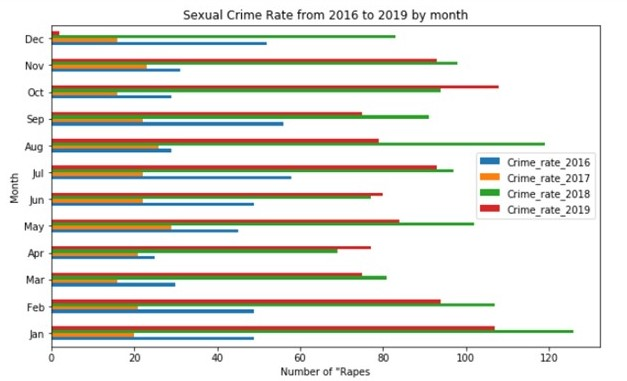 Sexual Crime Rate from 2016 to 2019 by month
Month
Dec
Nov
Oct
Sep
Aug
Jul
Jun
May
Apr
Mar
Feb
Jan
Crime_rate_2016
Crime_rate_2017
Crime_rate_2018
Crime_rate_2019
0 20 40 60 80 100 120
Number of "Rapes